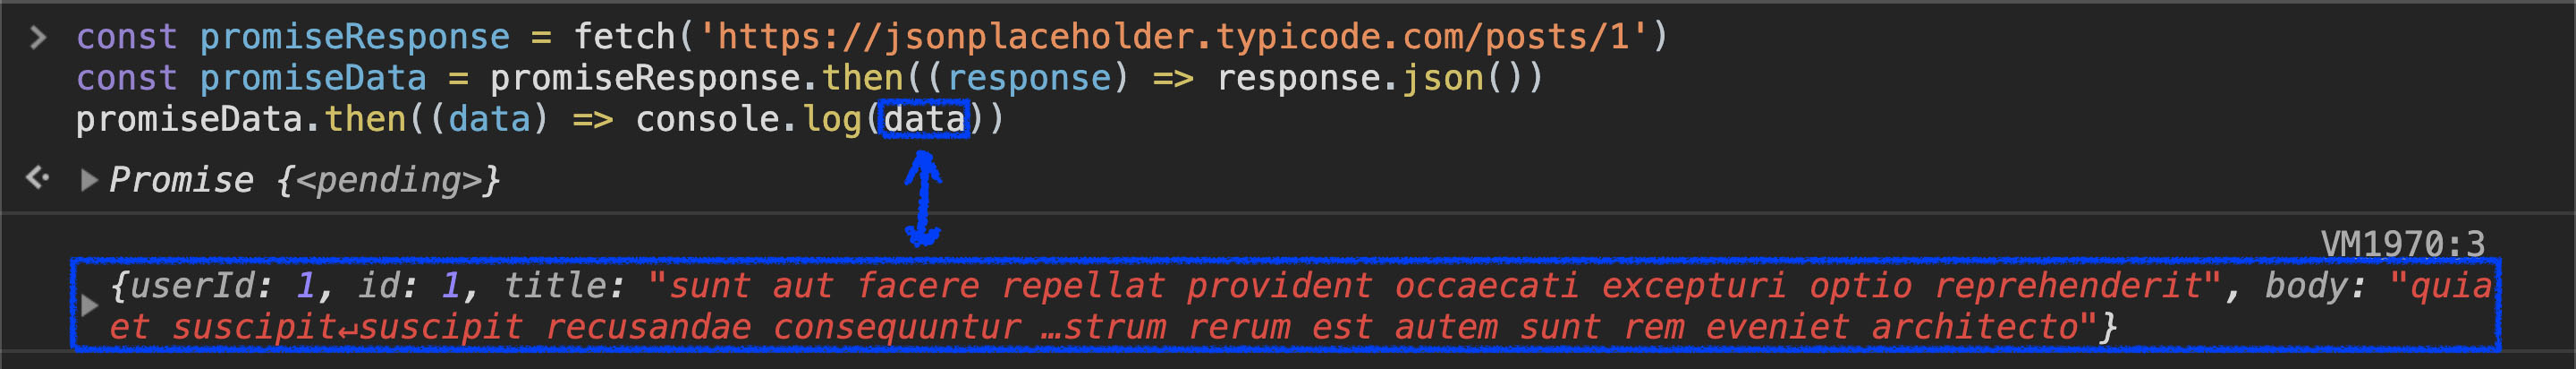 const promiseResponse = fetch('https://jsonplaceholder.typicode.com/posts/1')
const promiseData = promiseResponse.then((response) => response.json())
promiseData.then((data) => console.log(data))
Promise {<pending>}
VM1970:3
{userId: 1, id: 1, title: "sunt aut facere repellat provident occaecati excepturi optio reprehenderit", body: "quia
et suscipit↵suscipit recusandae consequuntur …strum rerum est autem sunt rem eveniet architecto"}